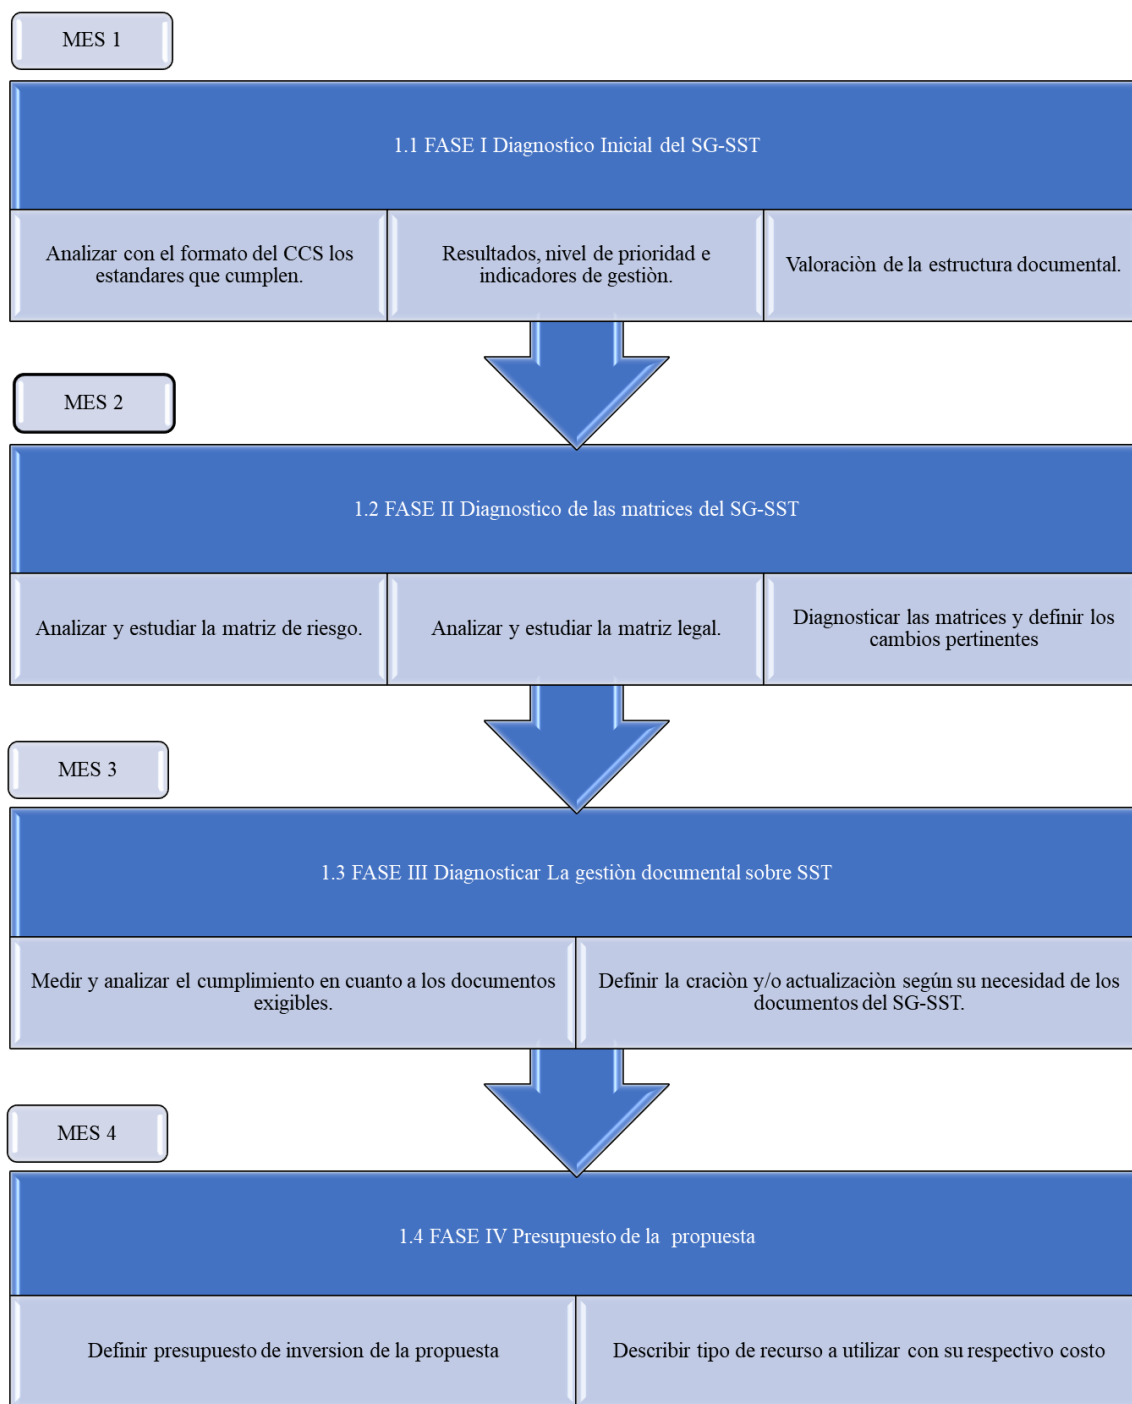 MES 1
1.1 FASE I Diagnostico Inicial del SG-SST
Analizar con el formato del CCS los
estandares que cumplen.
Resultados, nivel de prioridad e
indicadores de gestiòn.
Valoraciòn de la estructura documental.
MES 2
1.2 FASE II Diagnostico de las matrices del SG-SST
Analizar y estudiar la matriz de riesgo.
Analizar y estudiar la matriz legal.
Diagnosticar las matrices y definir los
cambios pertinentes
MES 3
1.3 FASE III Diagnosticar La gestiòn documental sobre SST
Medir y analizar el cumplimiento en cuanto a los documentos
exigibles.
Definir la craciòn y/o actualizaciòn según su necesidad de los
documentos del SG-SST.
MES 4
1.4 FASE IV Presupuesto de la propuesta
Definir presupuesto de inversion de la propuesta
Describir tipo de recurso a utilizar con su respectivo costo